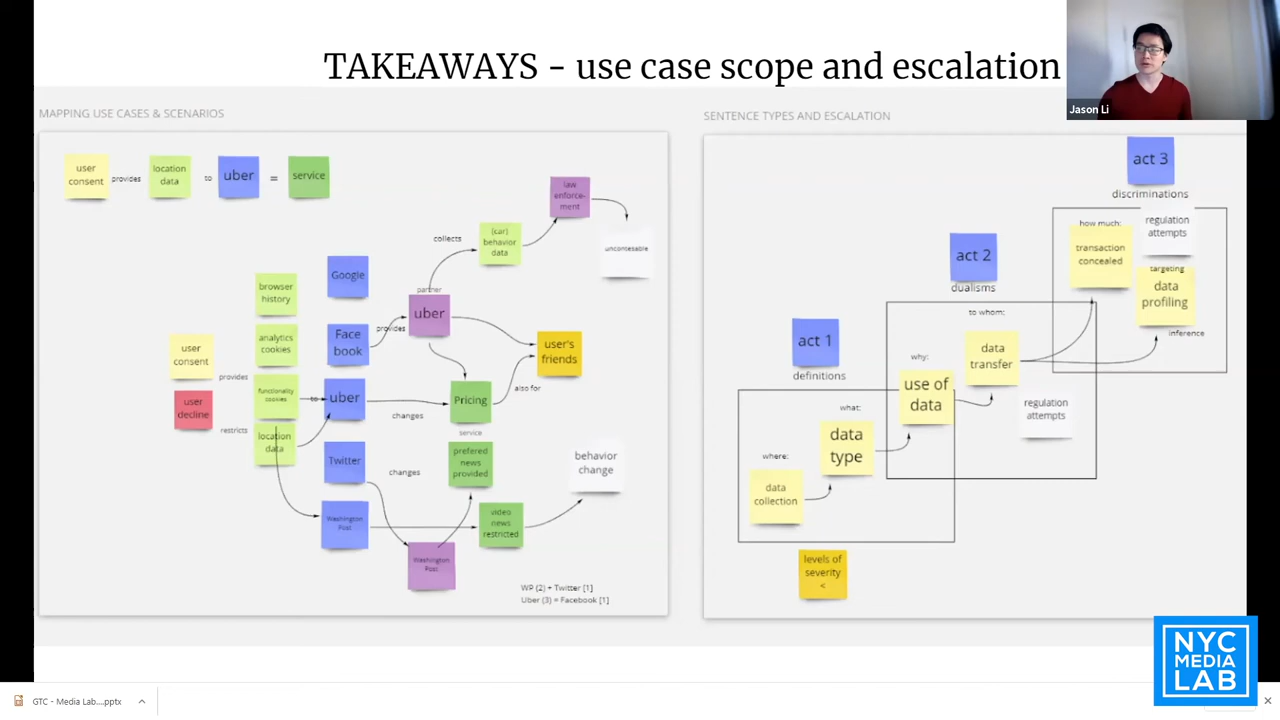 TAKEAWAYS - use case scope and escalation
Jason Li
MAPPING USE CASES & SCENARIOS
user
consent
provides
location
data
to
uber
=
service
law
enforce-
ment
uncontesable
(car)
behavior
data
collects
partner
uber
Google
browser
history
Face
book
provides
analytics
cookies
user
consent
provides
user's
friends
also for
user
decline
restricts
functionality
cookies
to
uber
changes
Pricing
service
location
data
Twitter
changes
prefered
news
provided
behavior
change
Washington
Post
video
news
restricted
Washington
Post
WP (2) + Twitter [1]
Uber (3) = Facebook [1]
SENTENCE TYPES AND ESCALATION
act 3
discriminations
how much:
transaction
concealed
regulation
attempts
targeting
data
profiling
inference
act 2
dualisms
to whom:
data
transfer
regulation
attempts
act 1
definitions
why:
use of
data
what:
data
type
where:
data
collection
levels of
severity
<
NYC
MEDIA
LAB
GTC - Media Lab....pptx